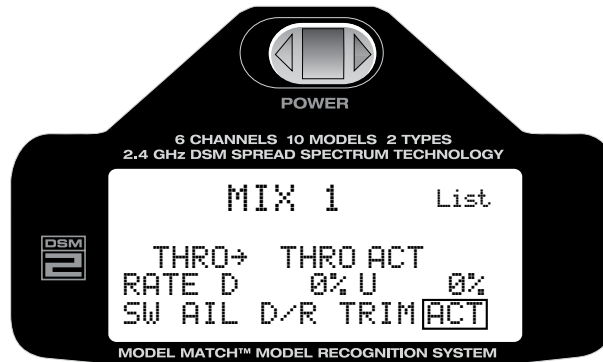 POWER
6 CHANNELS 10 MODELS 2 TYPES
2.4 GHz DSM SPREAD SPECTRUM TECHNOLOGY
MIX 1 List
DSM
2
THRO→ THRO ACT
RATE D 0% U 0%
SW AIL D/R TRIM ACT
MODEL MATCH™ MODEL RECOGNITION SYSTEM